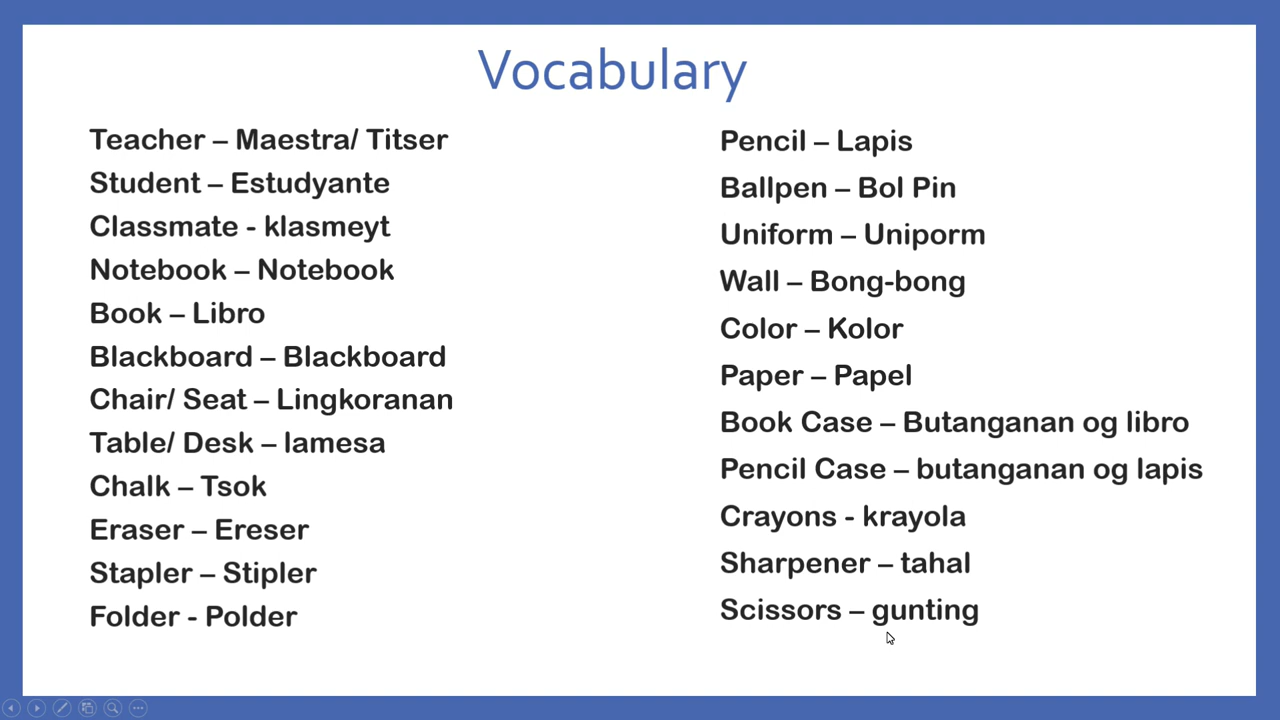 Vocabulary
Teacher – Maestra/ Titser
Student – Estudyante
Classmate - klasmeyt
Notebook – Notebook
Book – Libro
Blackboard – Blackboard
Chair/ Seat – Lingkoranan
Table/ Desk – lamesa
Chalk – Tsok
Eraser – Ereser
Stapler – Stipler
Folder - Polder
Pencil – Lapis
Ballpen – Bol Pin
Uniform – Uniporm
Wall – Bong-bong
Color – Kolor
Paper – Papel
Book Case – Butanganan og libro
Pencil Case – butanganan og lapis
Crayons - krayola
Sharpener – tahal
Scissors – gunting